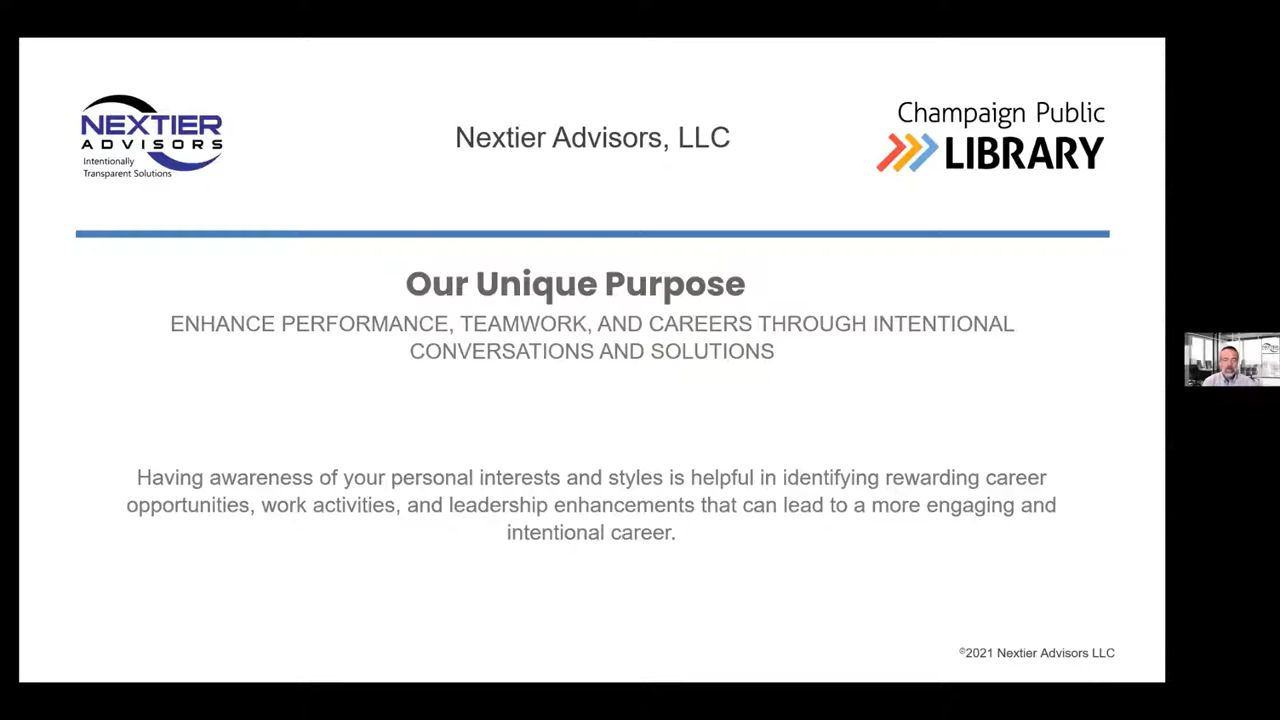 NEXTIER
ADVISORS
Intentionally
Transparent Solutions
Nextier Advisors, LLC
Champaign Public
LIBRARY
Our Unique Purpose
ENHANCE PERFORMANCE, TEAMWORK, AND CAREERS THROUGH INTENTIONAL
CONVERSATIONS AND SOLUTIONS
Having awareness of your personal interests and styles is helpful in identifying rewarding career
opportunities, work activities, and leadership enhancements that can lead to a more engaging and
intentional career.
©2021 Nextier Advisors LLC